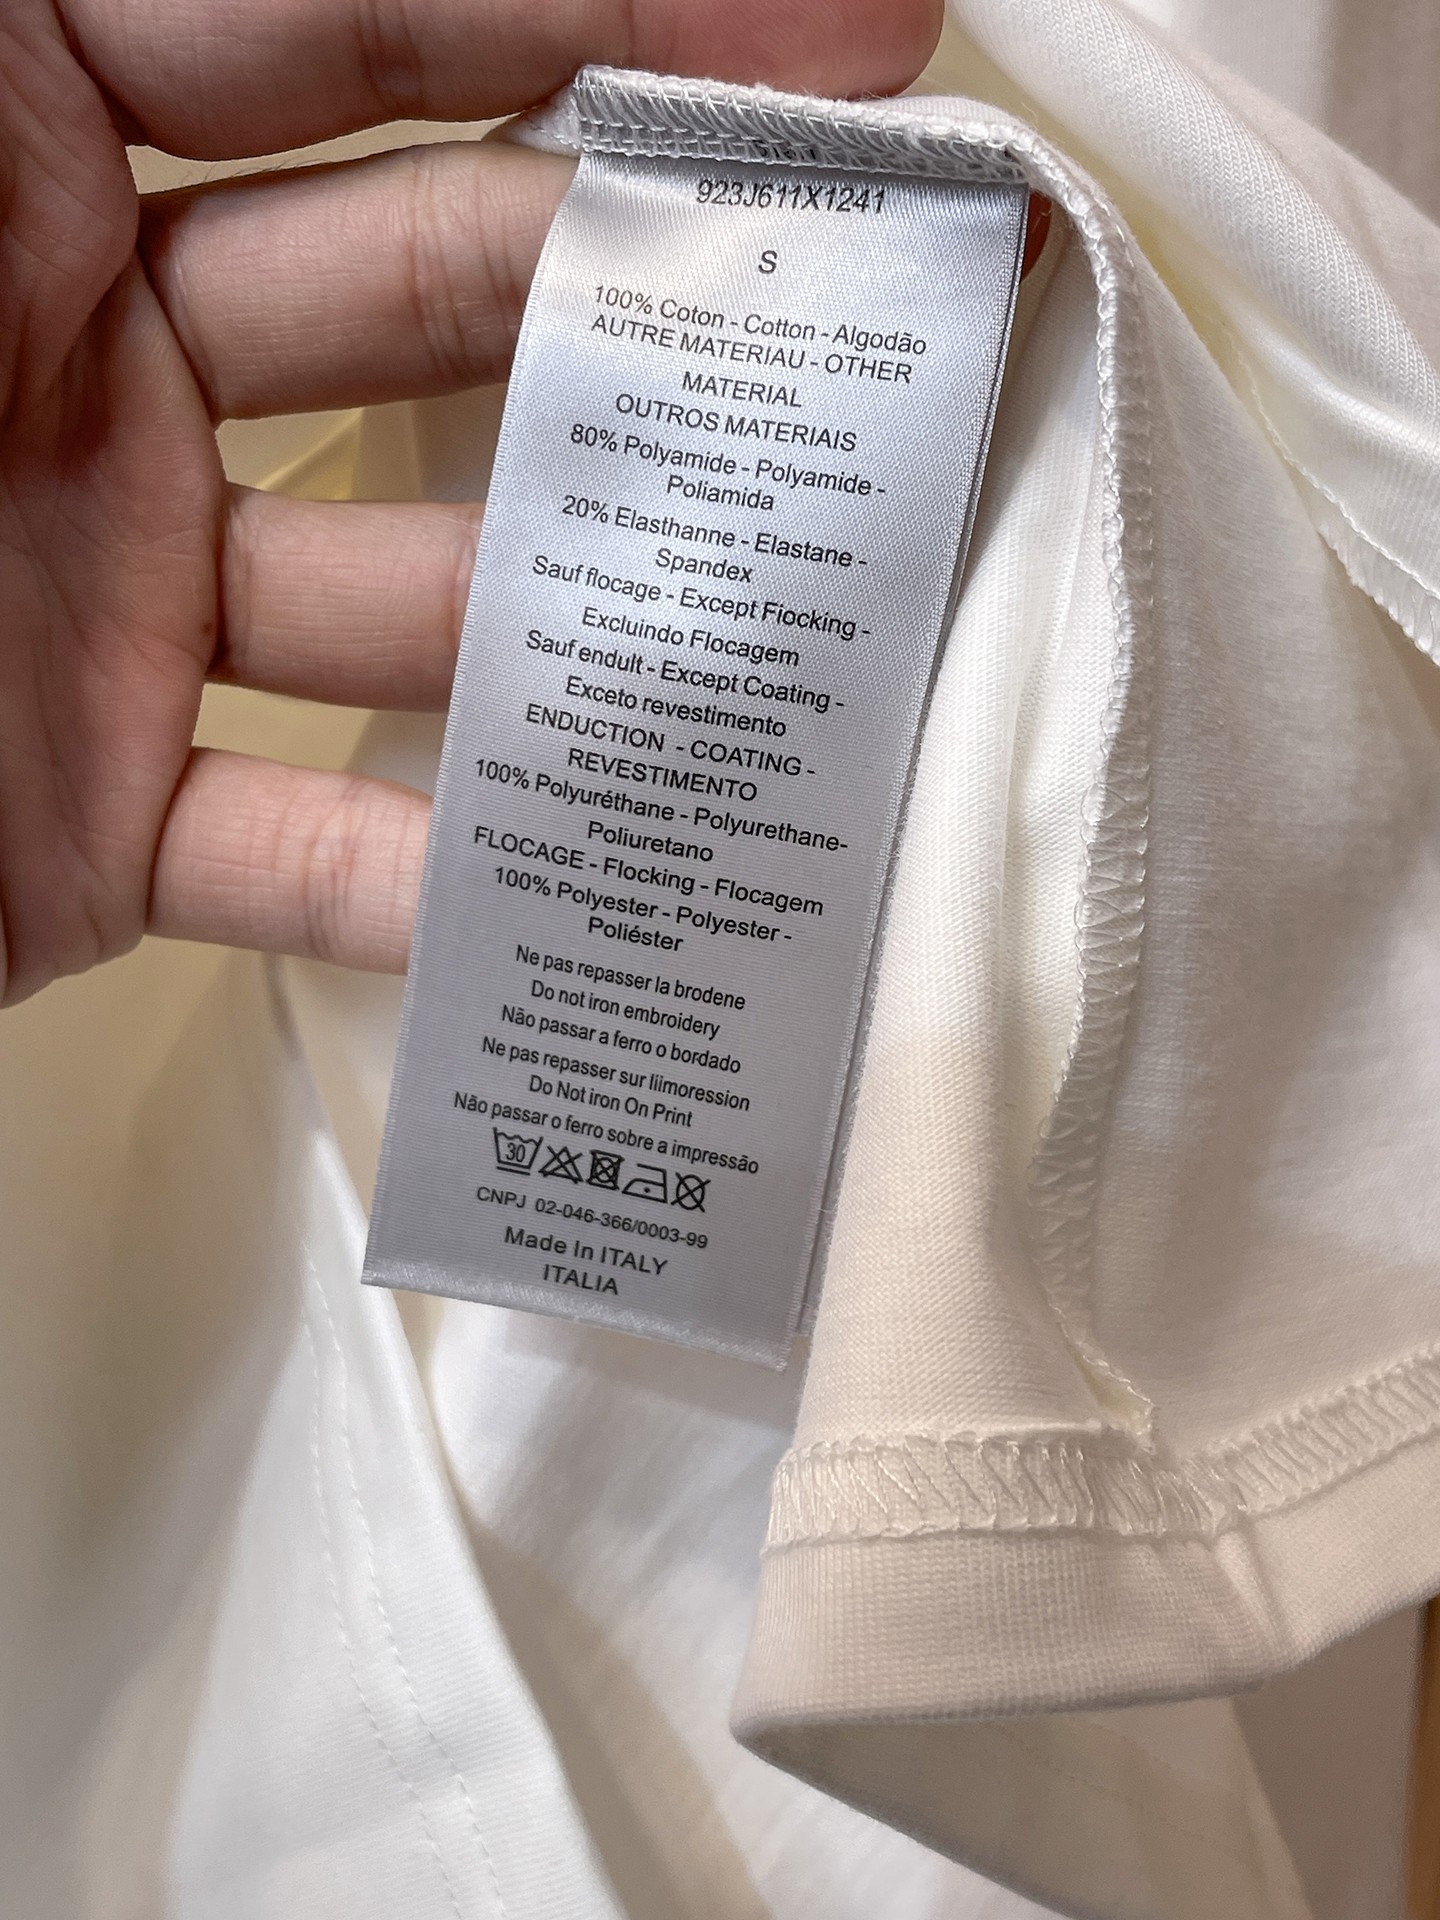 923J611X1241
S
100% Coton - Cotton - Algodão
AUTRE MATERIAU - OTHER
MATERIAL
OUTROS MATERIAIS
80% Polyamide - Polyamide -
Poliamida
20% Elasthanne - Elastane -
Spandex
Sauf flocage - Except Fiocking -
Excluindo Flocagem
Sauf endult - Except Coating -
Exceto revestimento
ENDUCTION - COATING -
REVESTIMENTO
100% Polyuréthane - Polyurethane-
Poliuretano
FLOCAGE - Flocking - Flocagem
100% Polyester - Polyester -
Poliéster
Ne pas repasser la brodene
Do not iron embroidery
Não passar a ferro o bordado
Ne pas repasser sur liimoression
Do Not iron On Print
Não passar o ferro sobre a impressão
30
CNPJ 02-046-366/0003-99
Made In ITALY
ITALIA